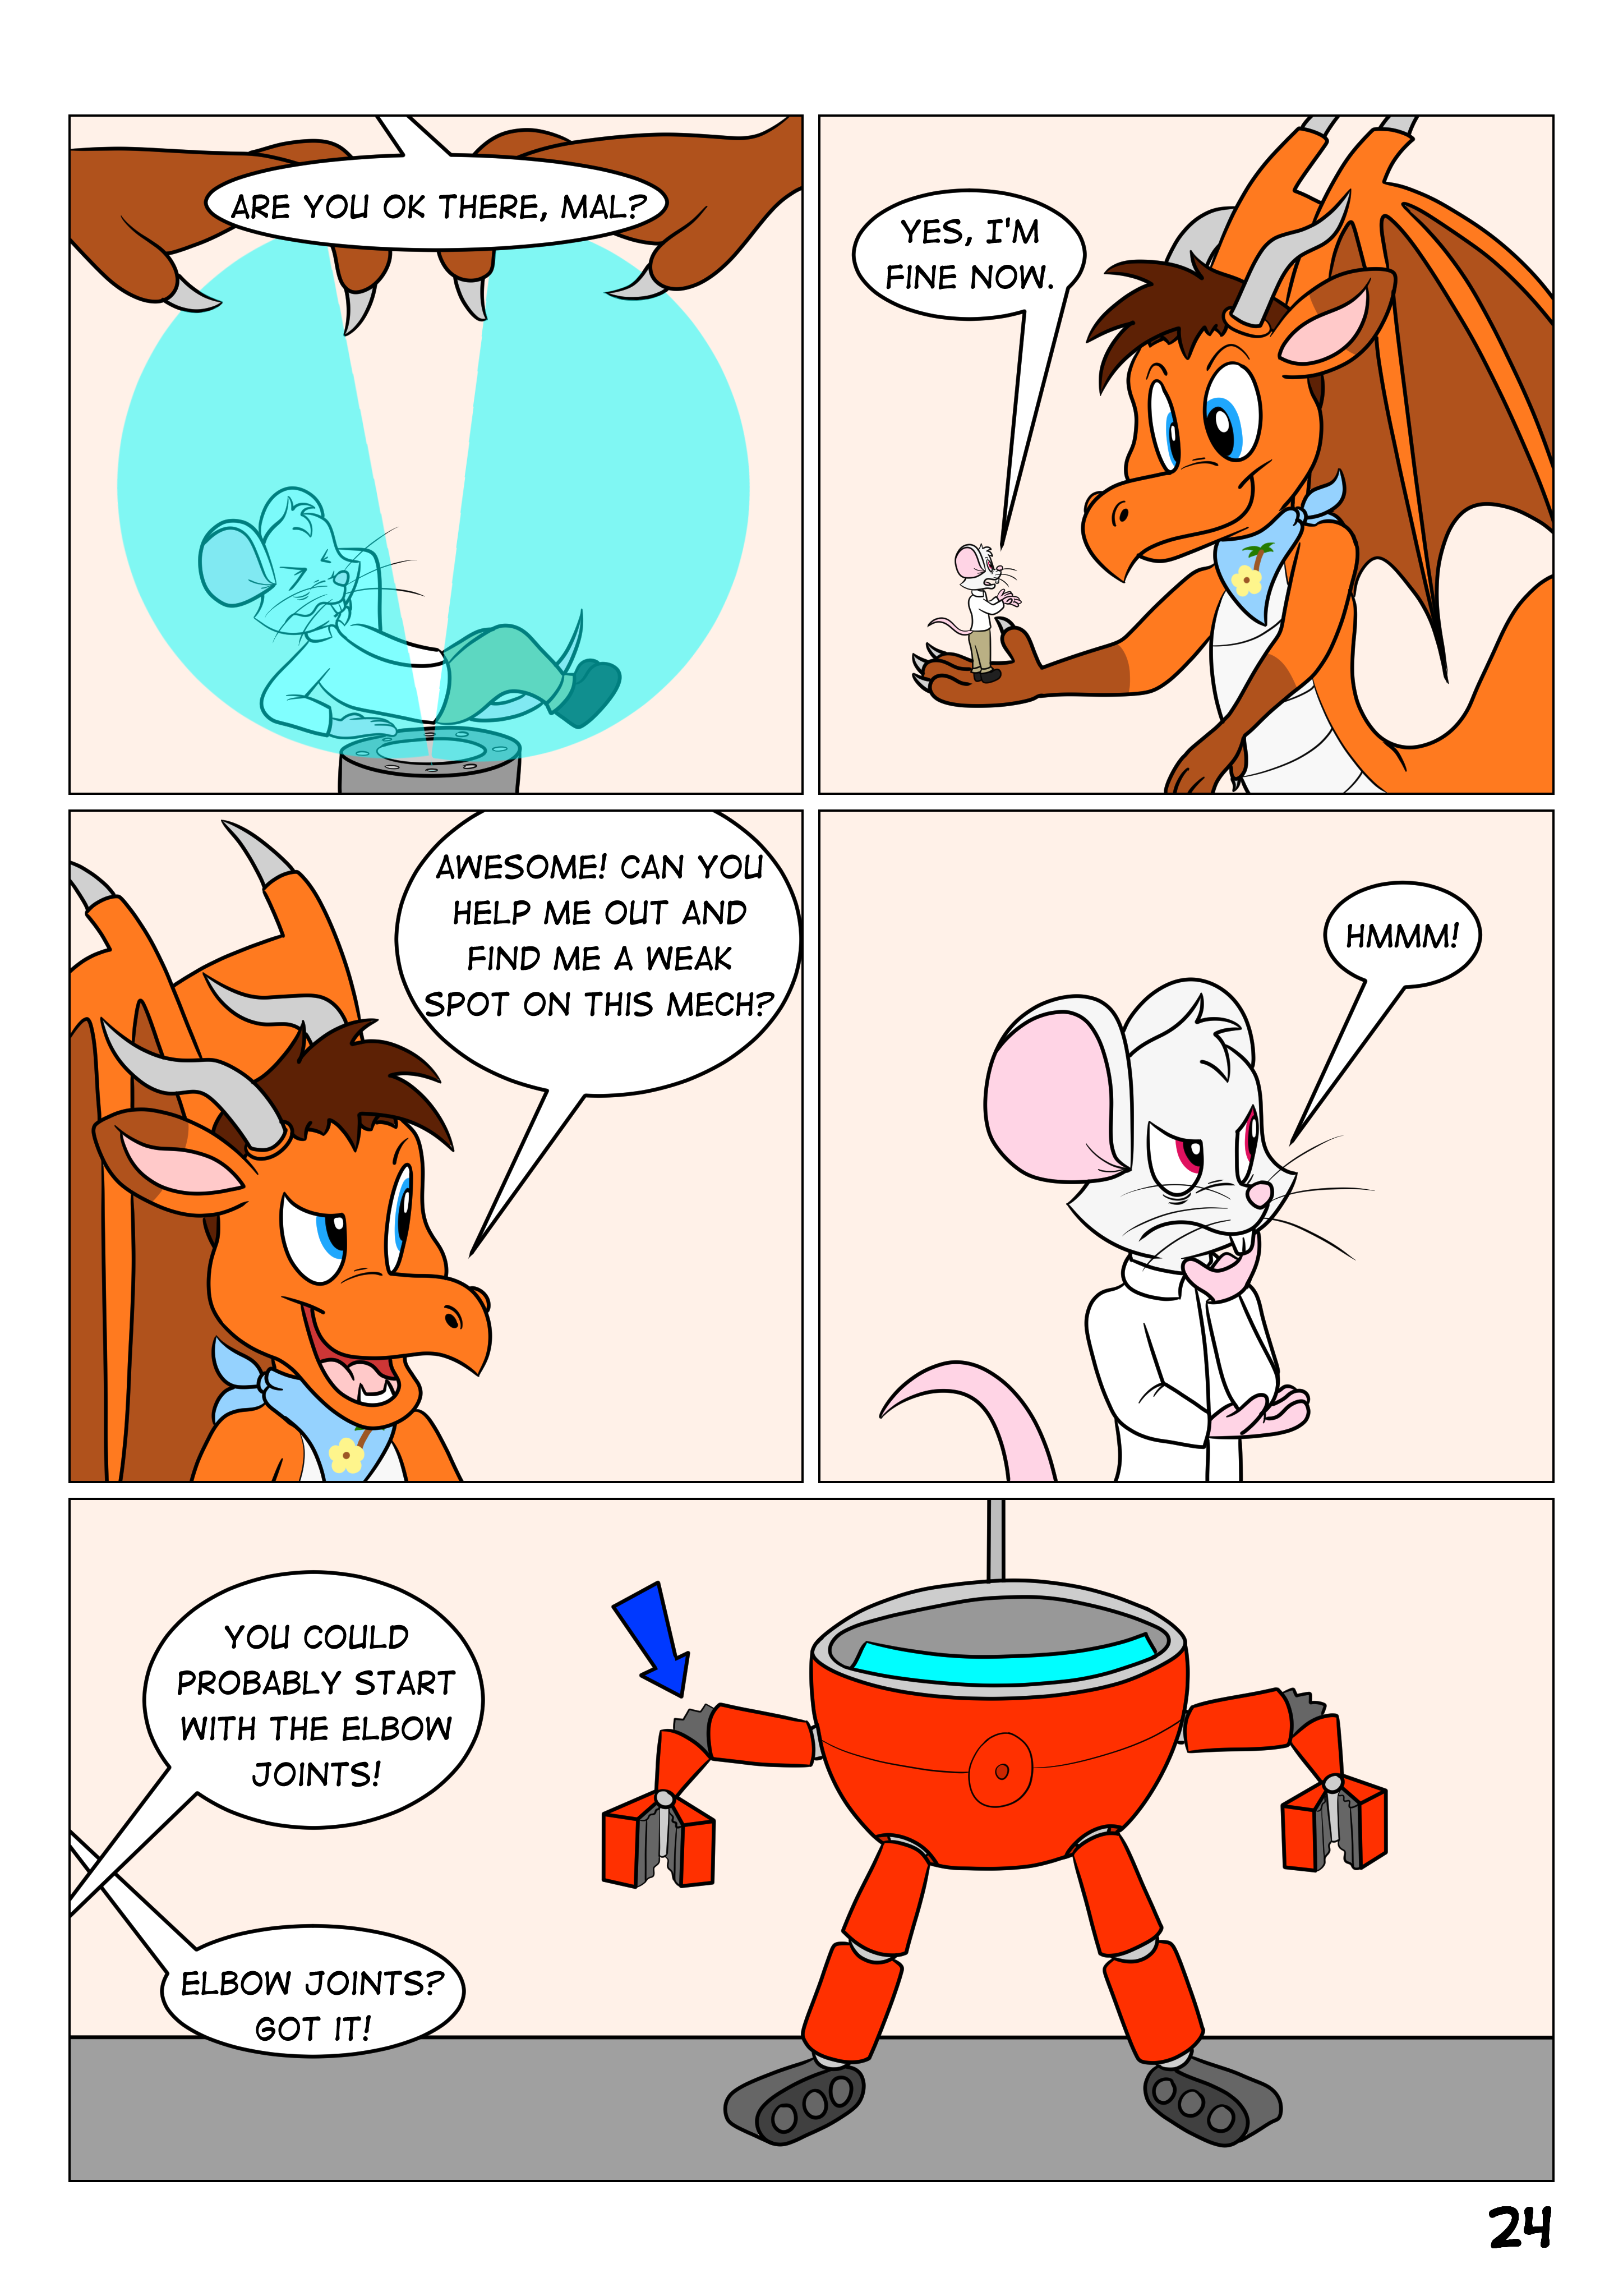 ARE YOU OK THERE, MAL?
YES, I'M
FINE NOW.
AWESOME! CAN YOU
HELP ME OUT AND
FIND ME A WEAK
SPOT ON THIS MECH?
HMMM!
YOU COULD
PROBABLY START
WITH THE ELBOW
JOINTS!
ELBOW JOINTS?
GOT IT!
24